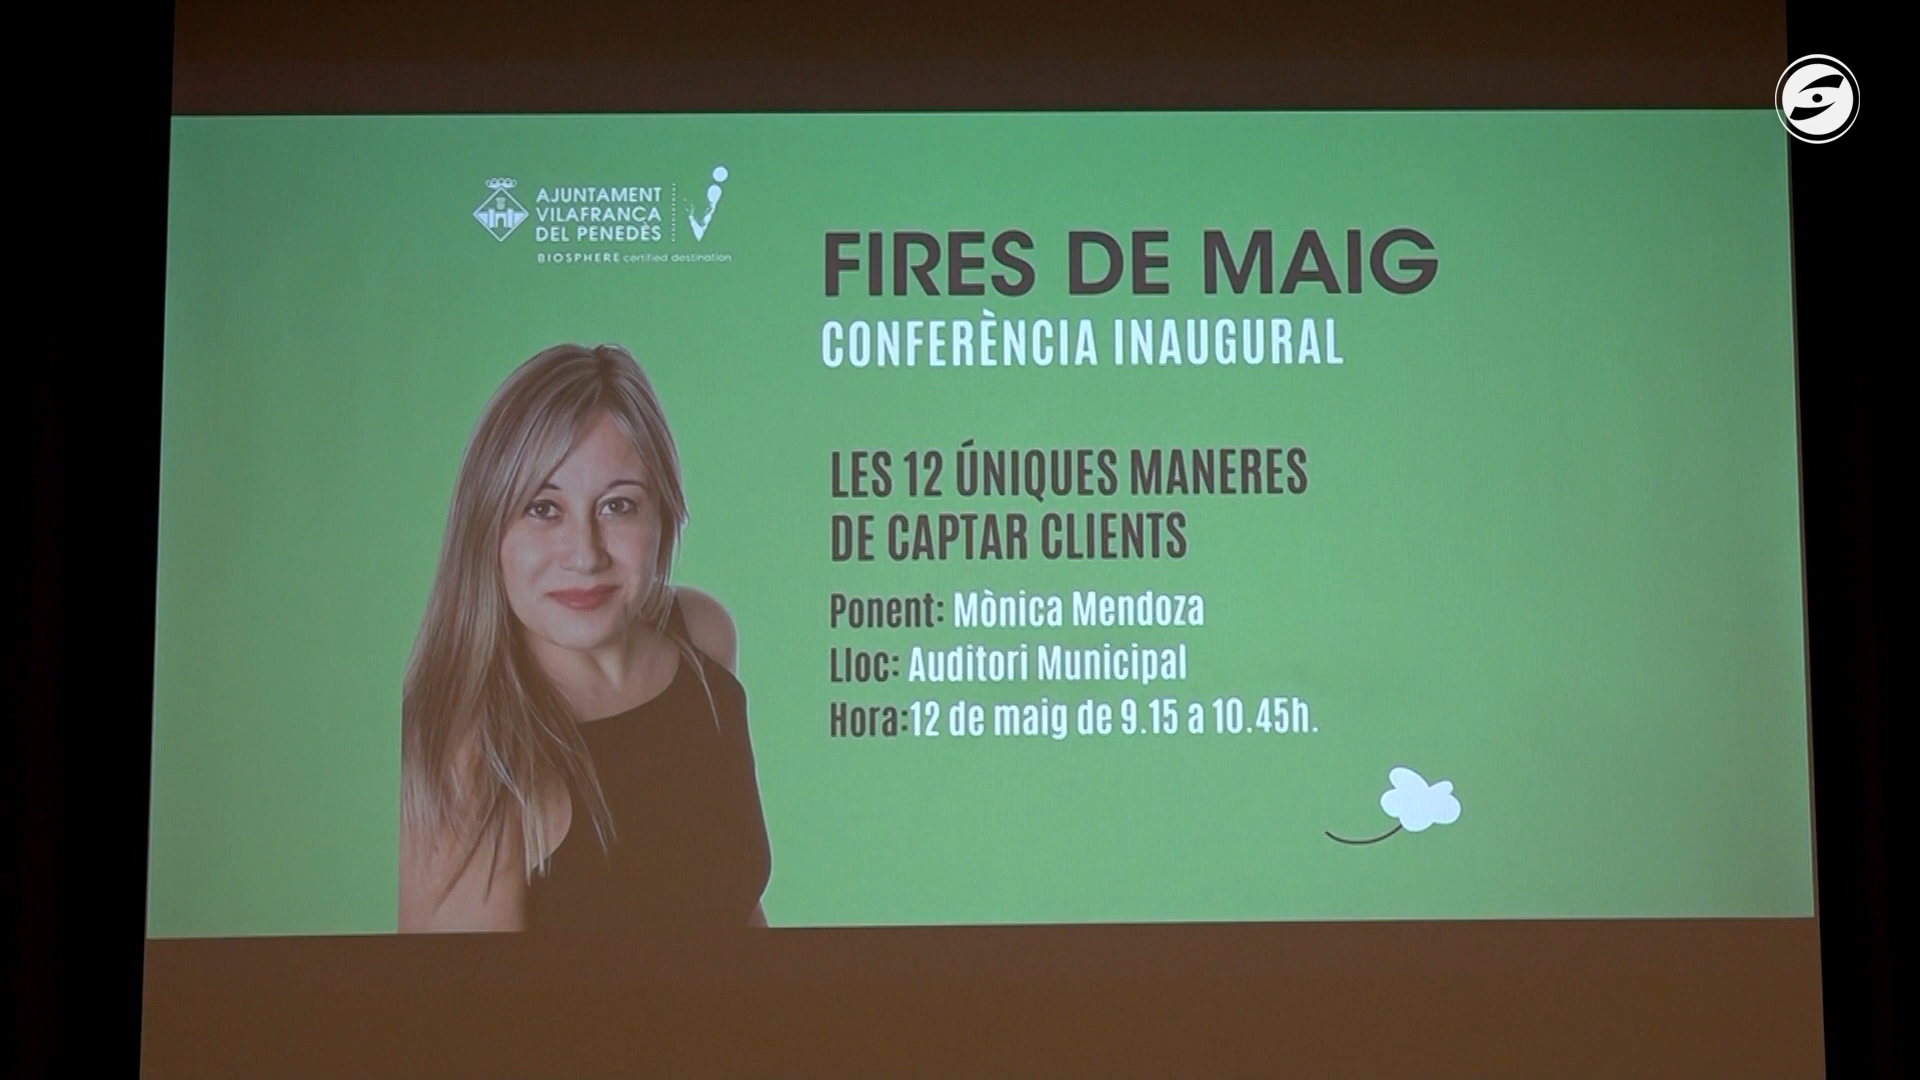 AJUNTAMENT
VILAFRANCA
DEL PENEDÈS
BIOSPHERE certified destination
FIRES DE MAIG
CONFERÈNCIA INAUGURAL
LES 12 ÚNIQUES MANERES
DE CAPTAR CLIENTS
Ponent: Mònica Mendoza
Lloc: Auditori Municipal
Hora:12 de maig de 9.15 a 10.45h.